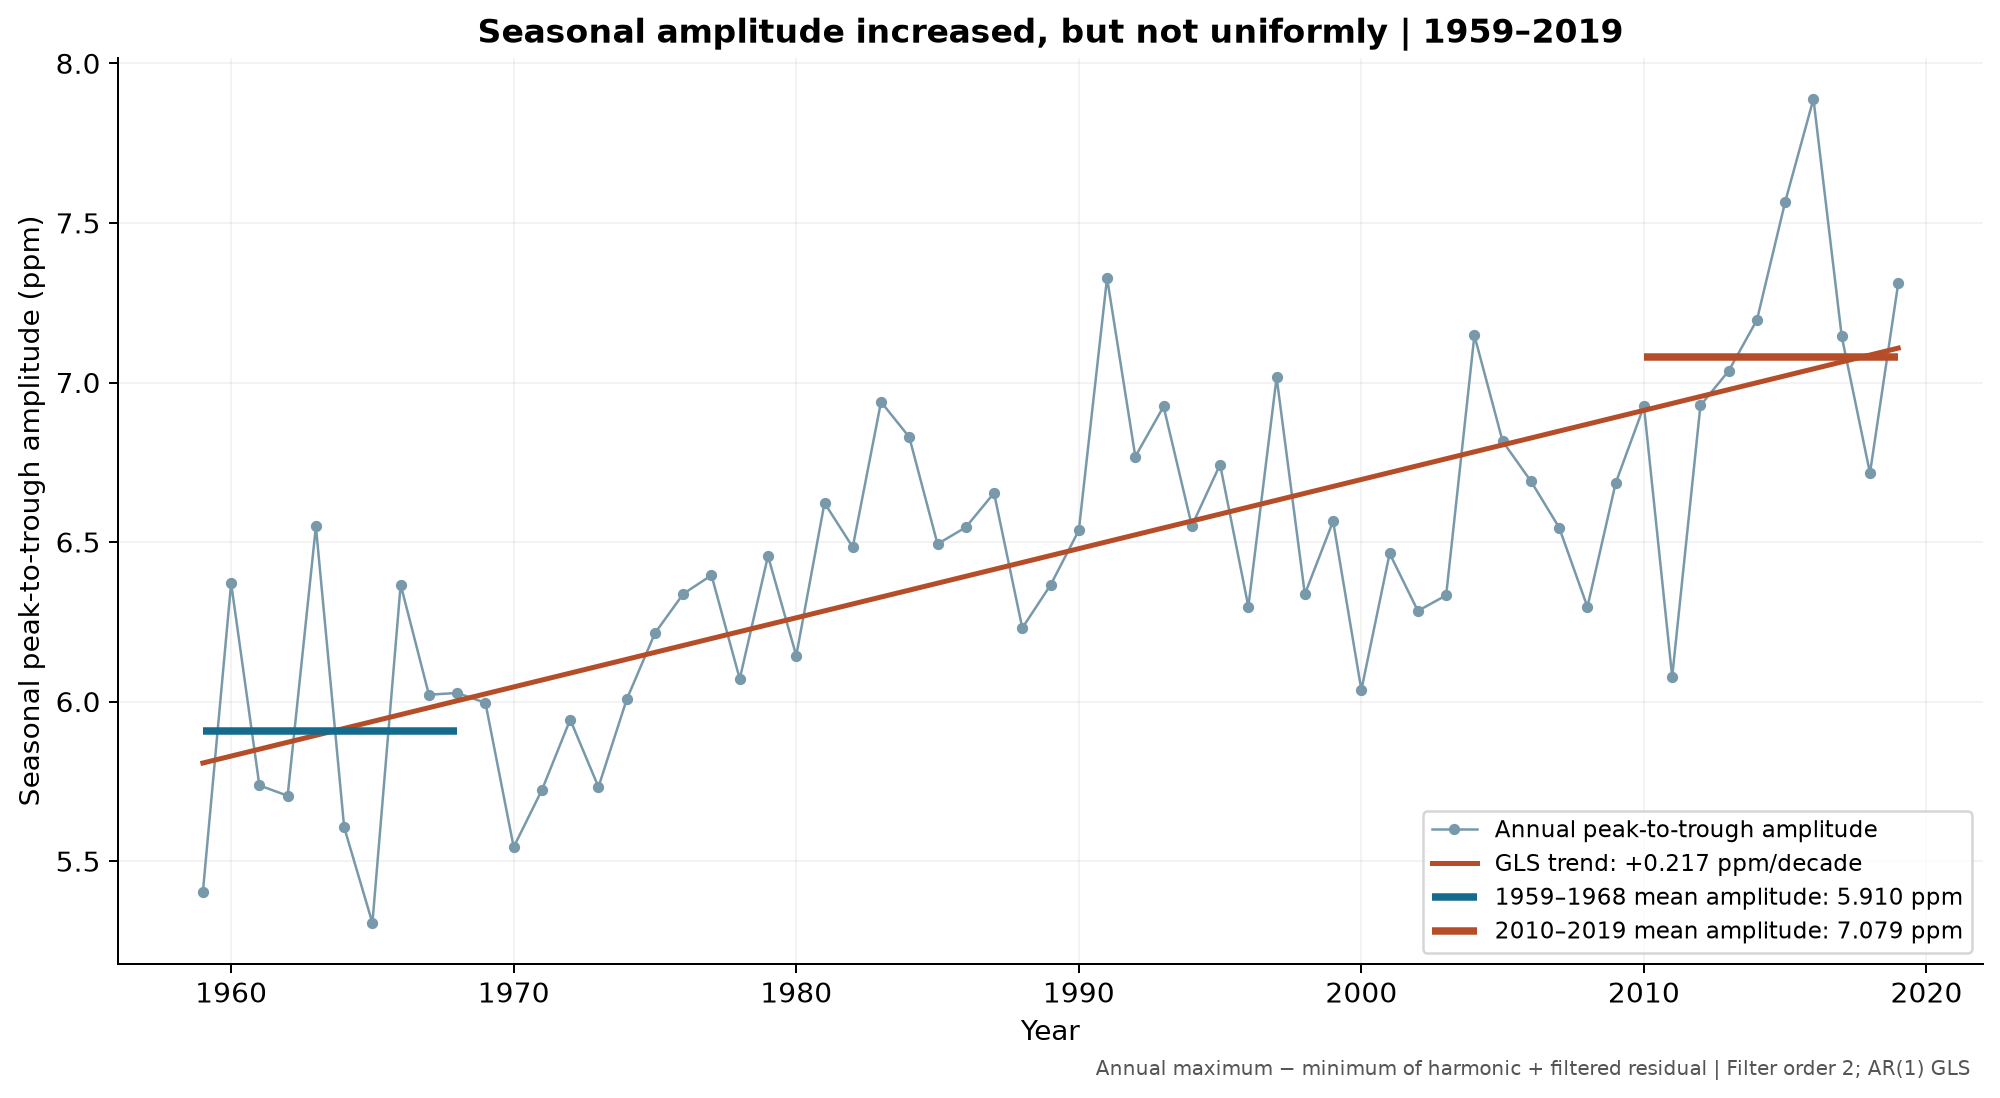 Seasonal amplitude increased, but not uniformly | 1959–2019
Seasonal peak-to-trough amplitude (ppm)
8.0
7.5
7.0
6.5
6.0
5.5
Annual peak-to-trough amplitude
GLS trend: +0.217 ppm/decade
1959–1968 mean amplitude: 5.910 ppm
2010–2019 mean amplitude: 7.079 ppm
1960 1970 1980 1990 2000 2010 2020
Year
Annual maximum − minimum of harmonic + filtered residual | Filter order 2; AR(1) GLS